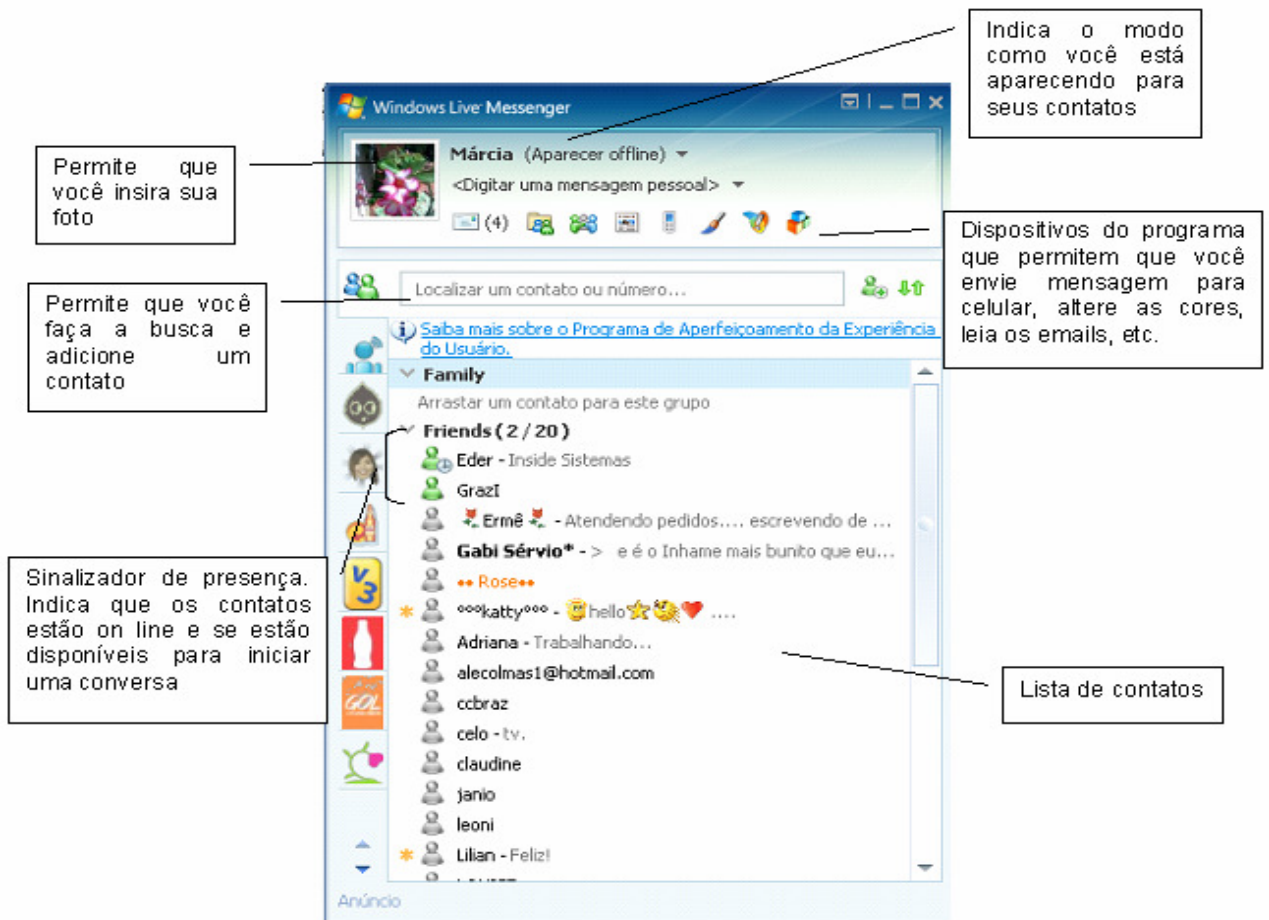 Indica o modo
como você está
aparecendo para
seus contatos
Windows Live Messenger
Permite que
você insira sua
foto
Márcia (Aparecer offline)
<Digitar uma mensagem pessoal>
(4)
Dispositivos do programa
que permitem que você
envie mensagem para
celular, altere as cores,
leia os emails, etc.
Permite que você
faça a busca e
adicione um
contato
Localizar um contato ou número...
Saiba mais sobre o Programa de Aperfeiçoamento da Experiência
do Usuário.
Family
Arrastar um contato para este grupo
Friends ( 2 / 20 )
Eder - Inside Sistemas
GrazI
Ermê - Atendendo pedidos.... escrevendo de ...
Gabi Sérvio* - > e é o Inhame mais bunito que eu...
•• Rose••
Sinalizador de presença.
Indica que os contatos
estão on line e se estão
disponíveis para iniciar
uma conversa
V3
GOL
ºººkattyººº - hello ....
Adriana - Trabalhando...
alecolmas1@hotmail.com
ccbraz
celo - tv.
claudine
janio
leoni
Lilian - Feliz!
Lista de contatos
Anúncio